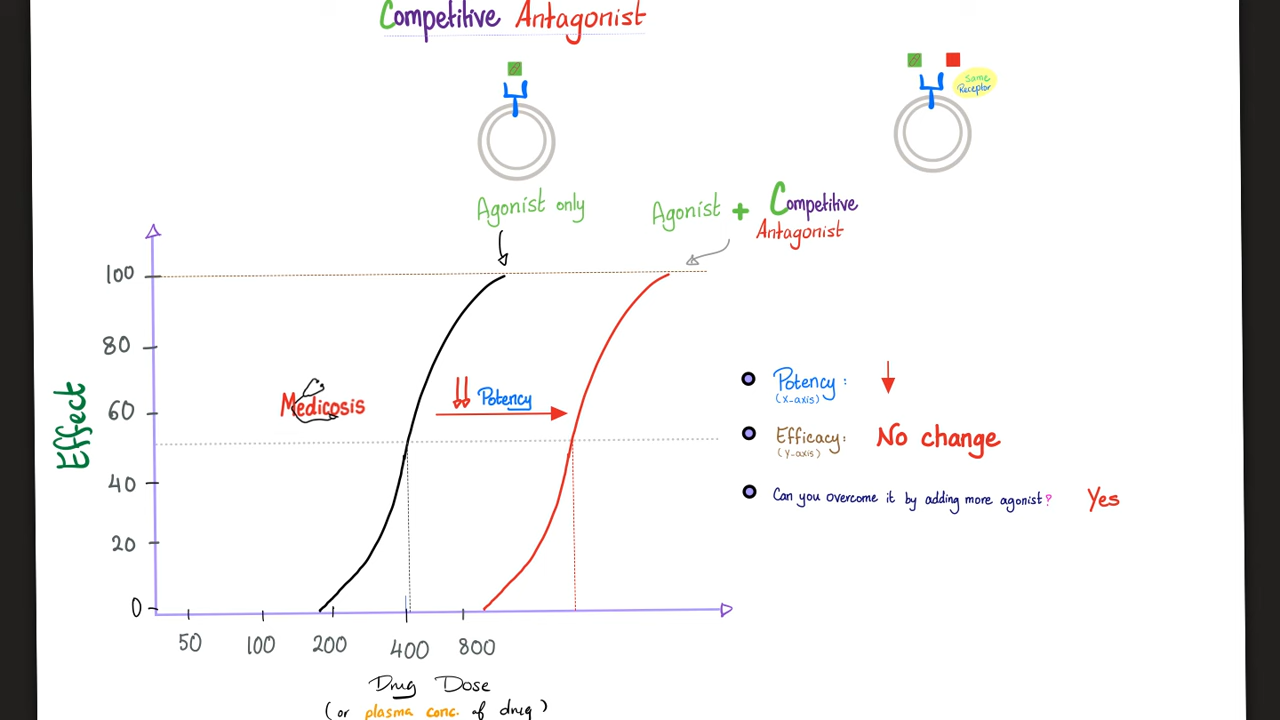 Competitive Antagonist
Same
Receptor
Agonist only
Agonist + Competitive
Antagonist
100
80
60
40
20
0
Effect
Medicosis
↓↓ Potency
50 100 200 400 800
Drug Dose
(or plasma conc. of drug)
Potency: ↓
(x-axis)
Efficacy: No change
(y-axis)
Can you overcome it by adding more agonist? Yes